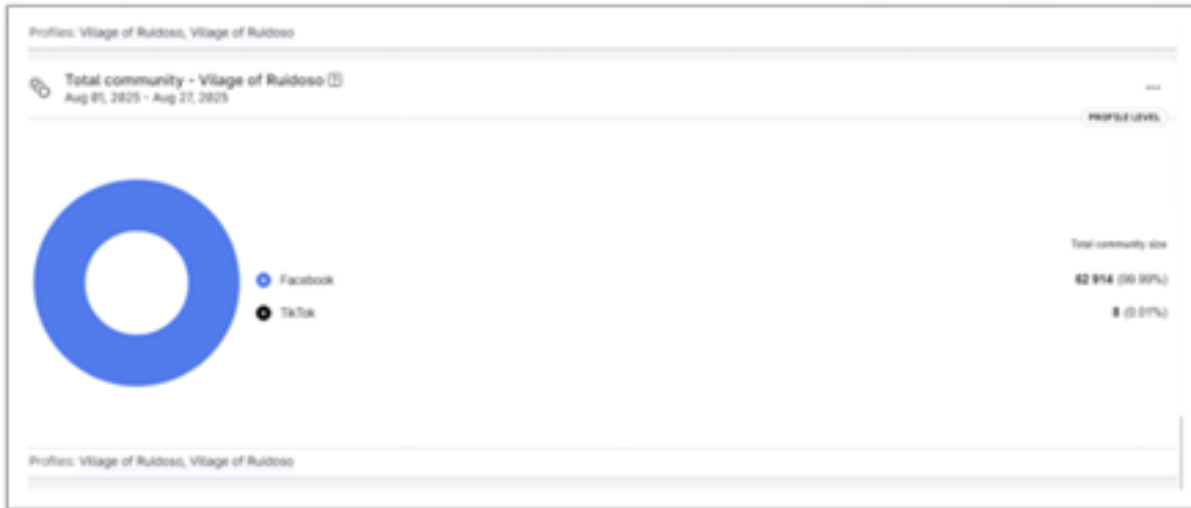 Profiles: Village of Ruidoso, Village of Ruidoso
Total community - Vilage of Ruidoso
Aug 01, 2025 - Aug 27, 2025
PROFILE LEVEL
Total community size
Facebook 62 914 (99.99%)
TikTok 8 (0.01%)
Profiles: Village of Ruidoso, Village of Ruidoso